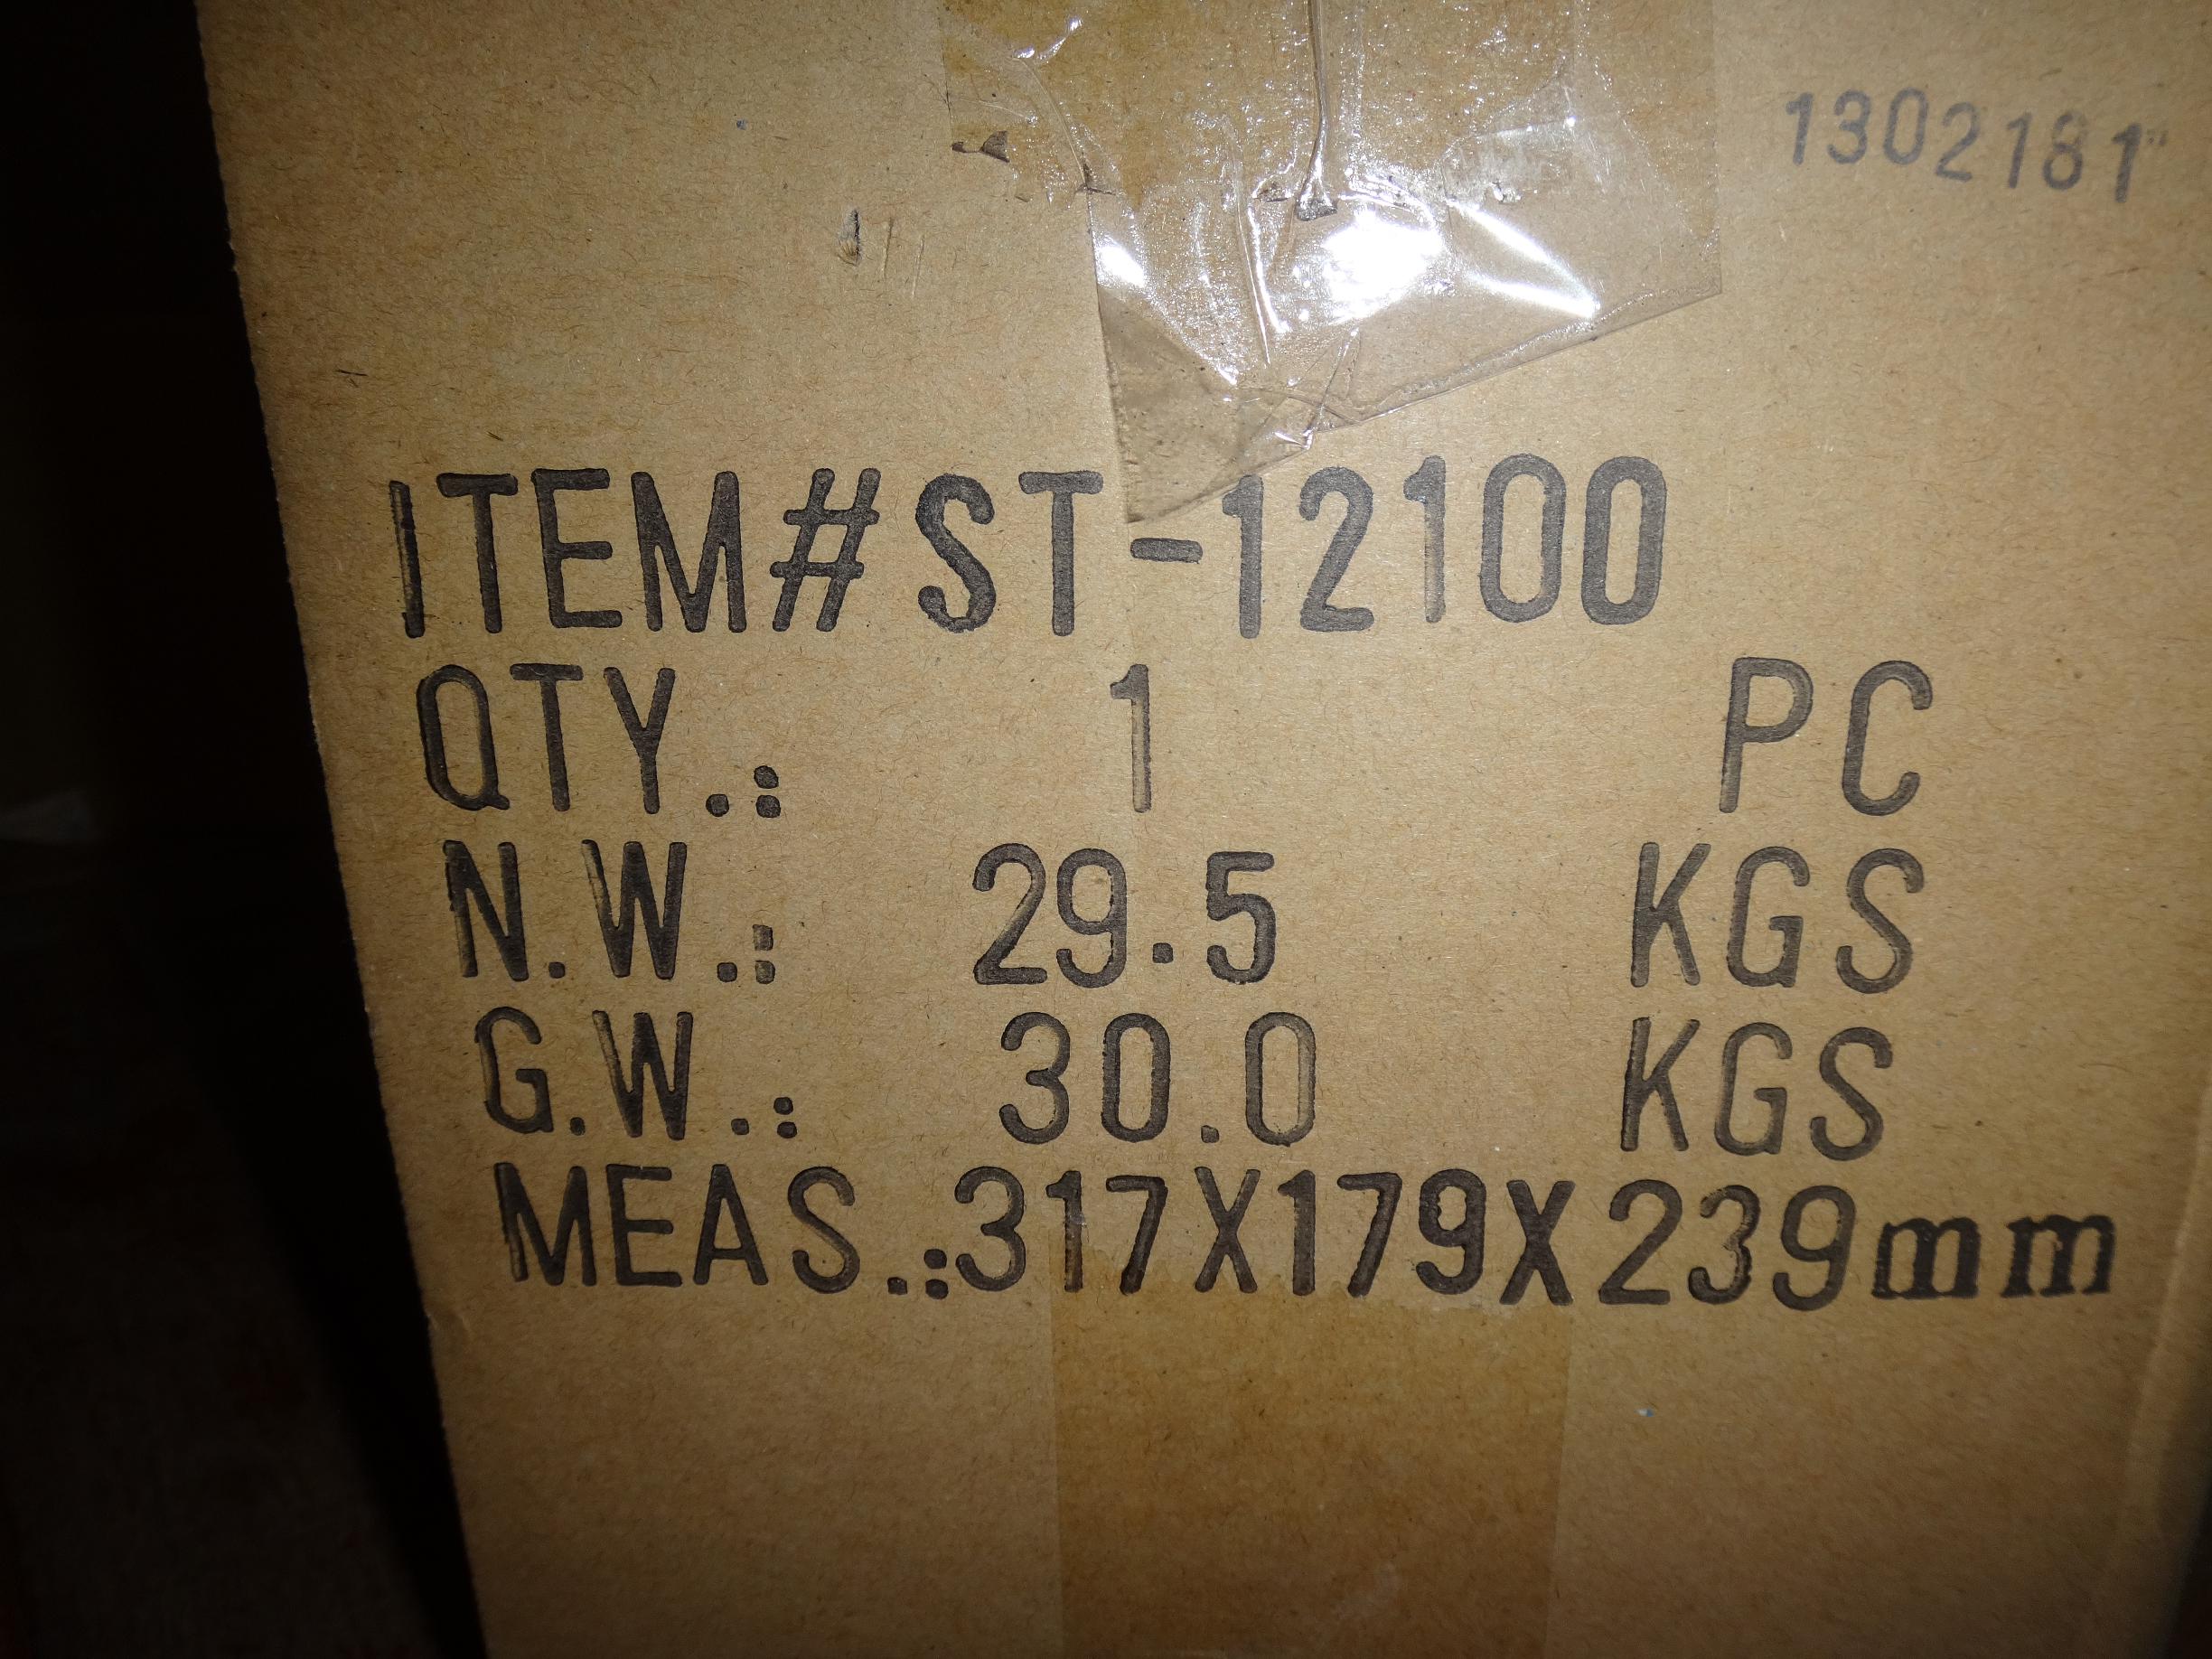 1302181
ITEM# ST-12100
QTY.: 1 PC
N.W.: 29.5 KGS
G.W.: 30.0 KGS
MEAS.:317X179X239mm